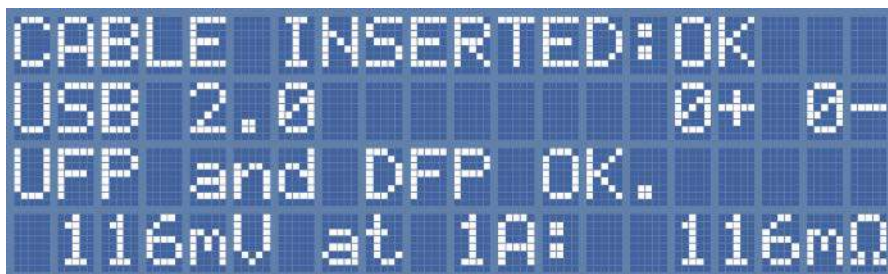 CABLE INSERTED:OK
USB 2.0 0+ 0-
UFP and DFP OK.
116mV at 1A: 116mΩ